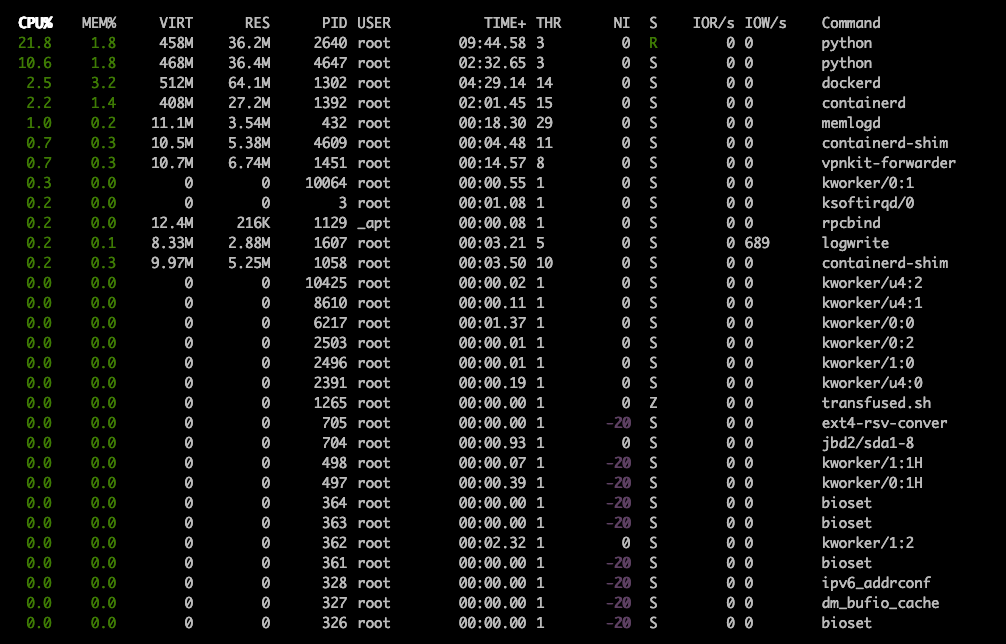 CPU% MEM% VIRT RES PID USER TIME+ THR NI S IOR/s IOW/s Command
21.8 1.8 458M 36.2M 2640 root 09:44.58 3 0 R 0 0 python
10.6 1.8 468M 36.4M 4647 root 02:32.65 3 0 S 0 0 python
2.5 3.2 512M 64.1M 1302 root 04:29.14 14 0 S 0 0 dockerd
2.2 1.4 408M 27.2M 1392 root 02:01.45 15 0 S 0 0 containerd
1.0 0.2 11.1M 3.54M 432 root 00:18.30 29 0 S 0 0 memlogd
0.7 0.3 10.5M 5.38M 4609 root 00:04.48 11 0 S 0 0 containerd-shim
0.7 0.3 10.7M 6.74M 1451 root 00:14.57 8 0 S 0 0 vpnkit-forwarder
0.3 0.0 0 0 10064 root 00:00.55 1 0 S 0 0 kworker/0:1
0.2 0.0 0 0 3 root 00:01.08 1 0 S 0 0 ksoftirqd/0
0.2 0.0 12.4M 216K 1129 _apt 00:00.08 1 0 S 0 0 rpcbind
0.2 0.1 8.33M 2.88M 1607 root 00:03.21 5 0 S 0 689 logwrite
0.2 0.3 9.97M 5.25M 1058 root 00:03.50 10 0 S 0 0 containerd-shim
0.0 0.0 0 0 10425 root 00:00.02 1 0 S 0 0 kworker/u4:2
0.0 0.0 0 0 8610 root 00:00.11 1 0 S 0 0 kworker/u4:1
0.0 0.0 0 0 6217 root 00:01.37 1 0 S 0 0 kworker/0:0
0.0 0.0 0 0 2503 root 00:00.01 1 0 S 0 0 kworker/0:2
0.0 0.0 0 0 2496 root 00:00.01 1 0 S 0 0 kworker/1:0
0.0 0.0 0 0 2391 root 00:00.19 1 0 S 0 0 kworker/u4:0
0.0 0.0 0 0 1265 root 00:00.00 1 0 Z 0 0 transfused.sh
0.0 0.0 0 0 705 root 00:00.00 1 -20 S 0 0 ext4-rsv-conver
0.0 0.0 0 0 704 root 00:00.93 1 0 S 0 0 jbd2/sda1-8
0.0 0.0 0 0 498 root 00:00.07 1 -20 S 0 0 kworker/1:1H
0.0 0.0 0 0 497 root 00:00.39 1 -20 S 0 0 kworker/0:1H
0.0 0.0 0 0 364 root 00:00.00 1 -20 S 0 0 bioset
0.0 0.0 0 0 363 root 00:00.00 1 -20 S 0 0 bioset
0.0 0.0 0 0 362 root 00:02.32 1 0 S 0 0 kworker/1:2
0.0 0.0 0 0 361 root 00:00.00 1 -20 S 0 0 bioset
0.0 0.0 0 0 328 root 00:00.00 1 -20 S 0 0 ipv6_addrconf
0.0 0.0 0 0 327 root 00:00.00 1 -20 S 0 0 dm_bufio_cache
0.0 0.0 0 0 326 root 00:00.00 1 -20 S 0 0 bioset